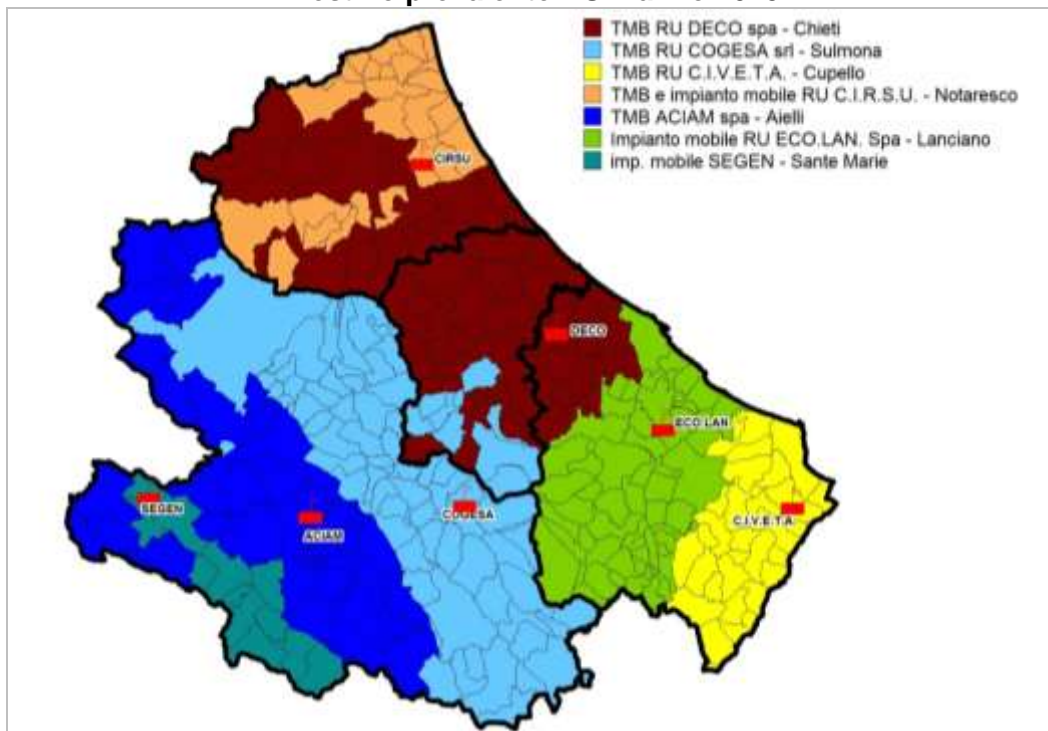 TMB RU DECO spa - Chieti
TMB RU COGESA srl - Sulmona
TMB RU C.I.V.E.T.A. - Cupello
TMB e impianto mobile RU C.I.R.S.U. - Notaresco
TMB ACIAM spa - Aielli
Impianto mobile RU ECO.LAN. Spa - Lanciano
imp. mobile SEGEN - Sante Marie
CIRSU
DECO
ECO.LAN.
SEGEN
ACIAM
COGESA
C.I.V.E.T.A.